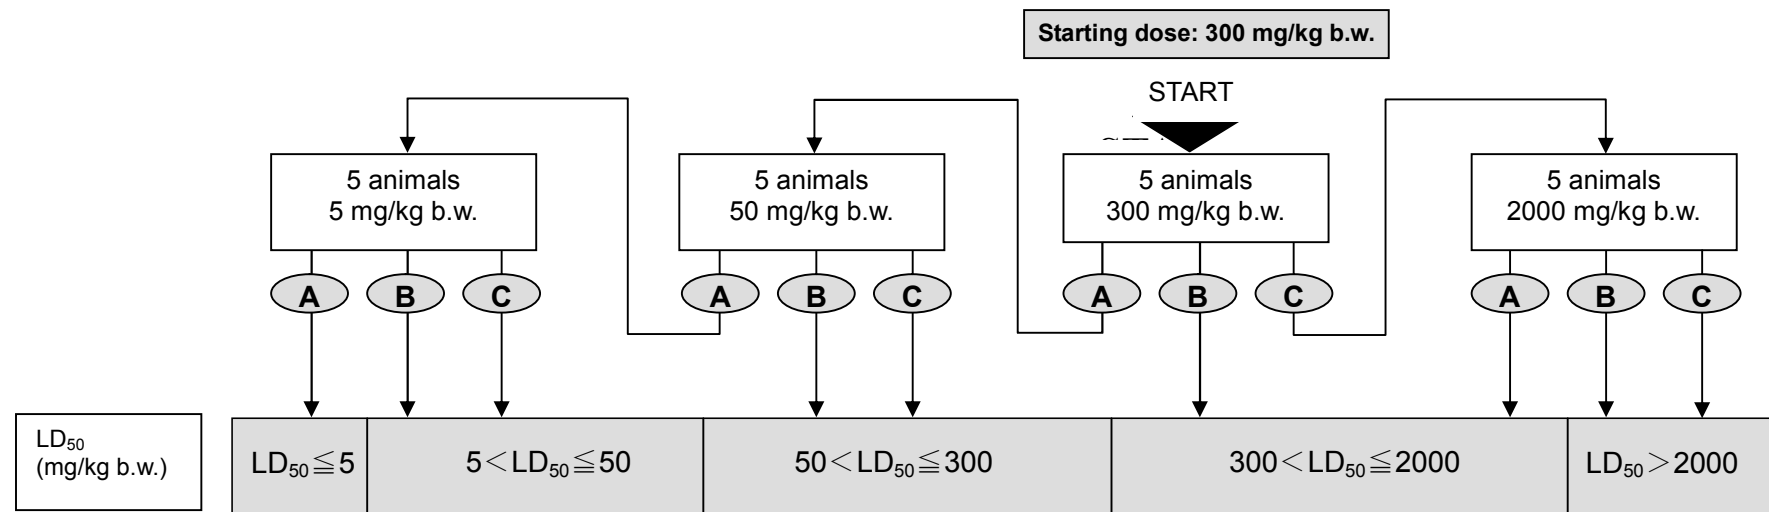 Starting dose: 300 mg/kg b.w.
START
5 animals
5 mg/kg b.w.
5 animals
50 mg/kg b.w.
5 animals
300 mg/kg b.w.
5 animals
2000 mg/kg b.w.
A B C A B C A B C A B C
LD₅₀
(mg/kg b.w.)
LD₅₀≦5
5<LD₅₀≦50
50<LD₅₀≦300
300<LD₅₀≦2000
LD₅₀>2000